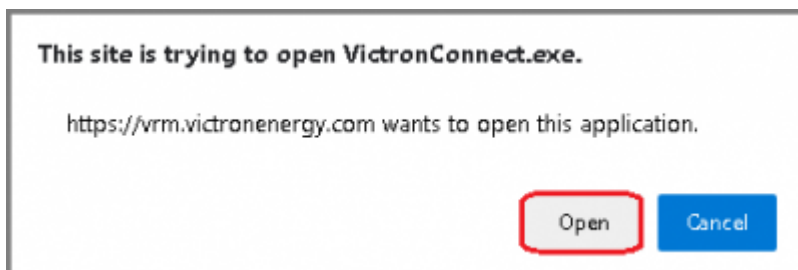 This site is trying to open VictronConnect.exe.
https://vrm.victronenergy.com wants to open this application.
Open
Cancel